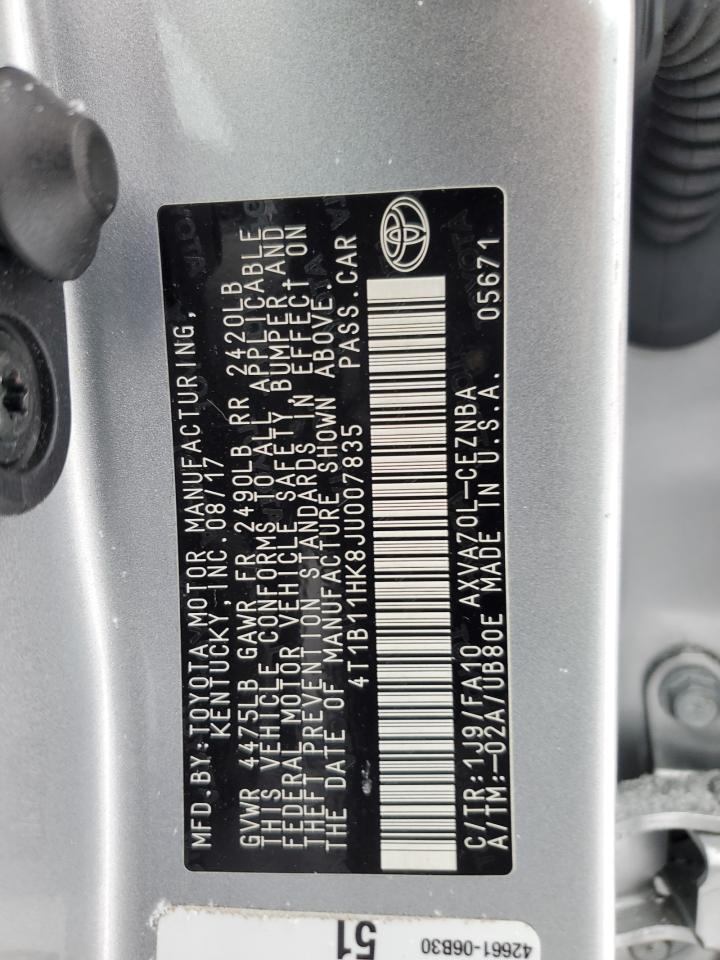 MFD.BY:TOYOTA MOTOR MANUFACTURING,
KENTUCKY, INC. 08/17
GVWR 4475LB GAWR FR 2490LB RR 2420LB
THIS VEHICLE CONFORMS TO ALL APPLICABLE
FEDERAL MOTOR VEHICLE SAFETY, BUMPER, AND
THEFT PREVENTION STANDARDS IN EFFECT ON
THE DATE OF MANUFACTURE SHOWN ABOVE.
4T1B11HK8JU007835 PASS.CAR
C/TR:1J9/FA10 AXVA70L-CEZNBA
A/TM:-02A/UB80E MADE IN U.S.A. 05671
51
42661-06B30